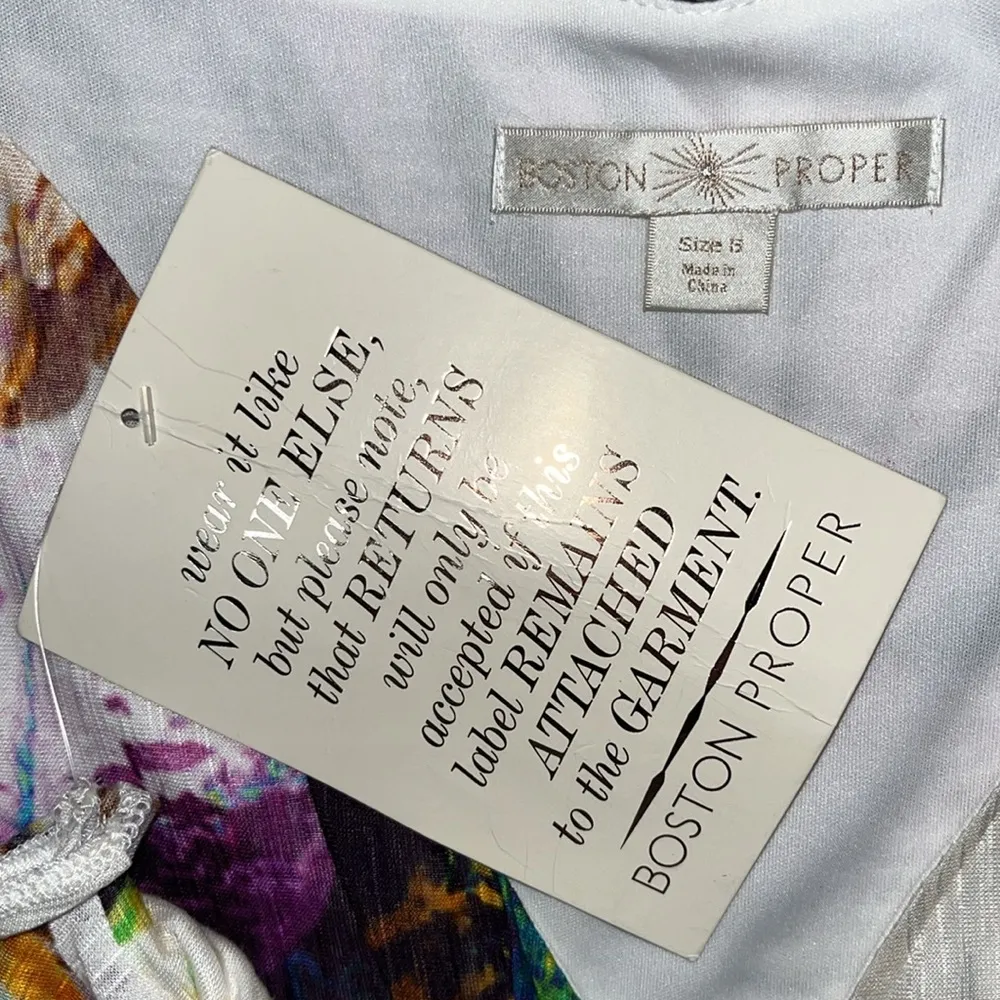 BOSTON PROPER
Size 6
Made in
China
wear it like
NO ONE ELSE,
but please note,
that RETURNS
will only be
accepted if this
label REMAINS
ATTACHED
to the GARMENT.
BOSTON PROPER